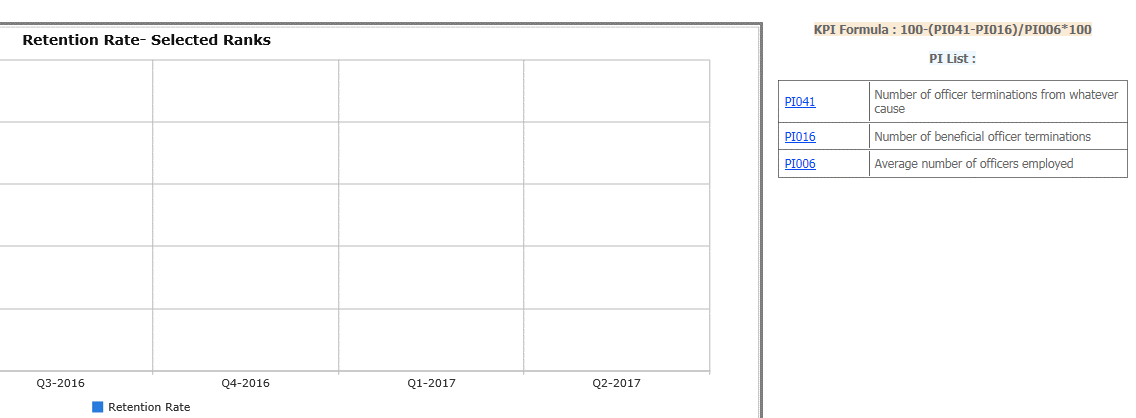 Retention Rate- Selected Ranks
Q3-2016
Q4-2016
Q1-2017
Q2-2017
Retention Rate
KPI Formula : 100-(PI041-PI016)/PI006*100
PI List :
PI041
Number of officer terminations from whatever
cause
PI016
Number of beneficial officer terminations
PI006
Average number of officers employed